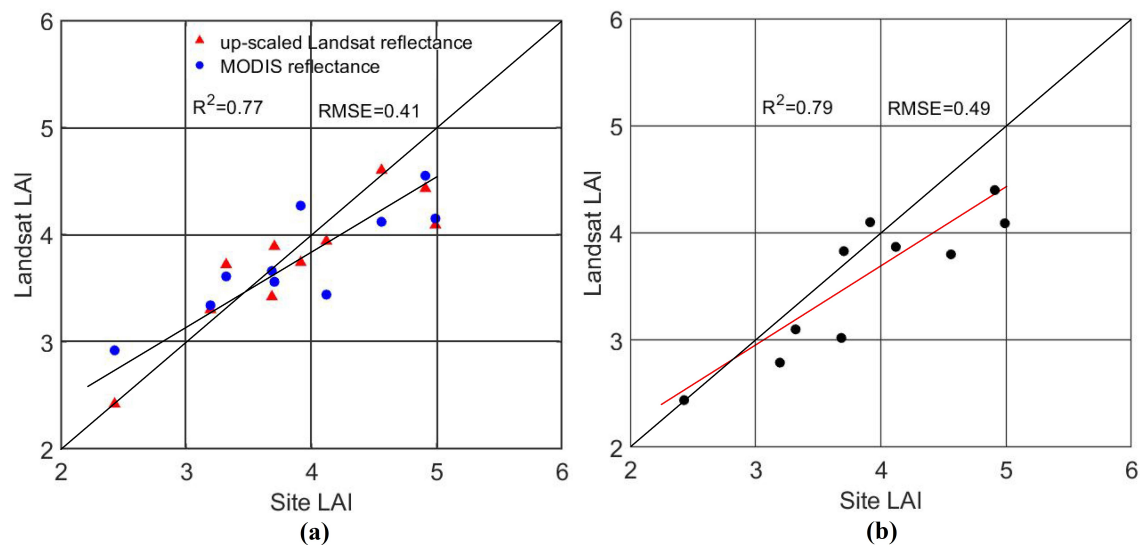 6
up-scaled Landsat reflectance
MODIS reflectance
R²=0.77
RMSE=0.41
5
4
3
2
Landsat LAI
2 3 4 5 6
Site LAI
(a)
6
R²=0.79
RMSE=0.49
5
4
3
2
Landsat LAI
2 3 4 5 6
Site LAI
(b)